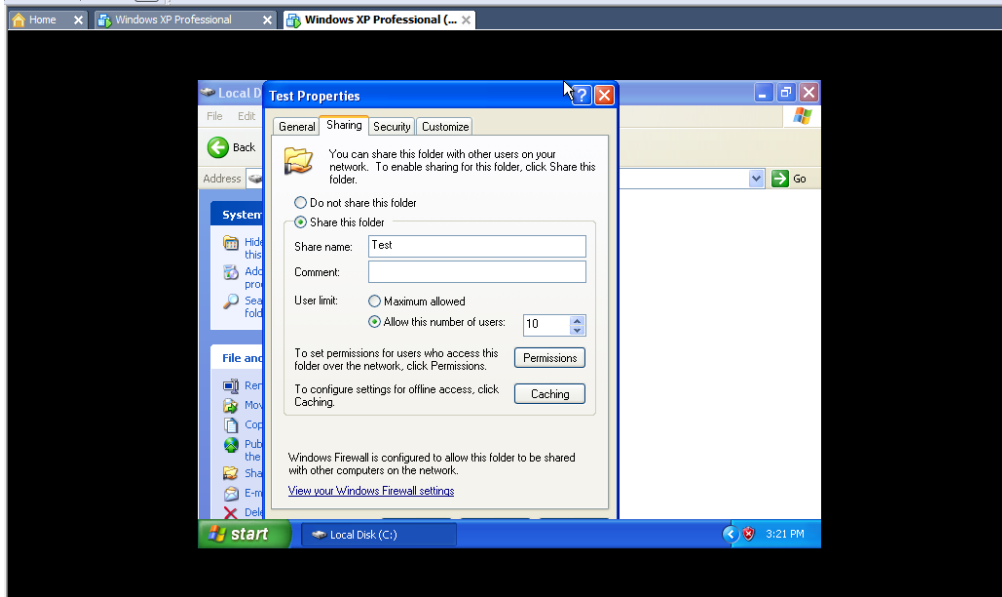 Home
Windows XP Professional
Windows XP Professional (...
Local D
Test Properties
File Edit
General Sharing Security Customize
Back
You can share this folder with other users on your
network. To enable sharing for this folder, click Share this
folder.
Address
Go
Do not share this folder
System
Share this folder
Hide
this
Share name: Test
Add
pro
Comment:
Sea
fold
User limit: Maximum allowed
Allow this number of users: 10
File and
To set permissions for users who access this
folder over the network, click Permissions.
Permissions
Ren
To configure settings for offline access, click
Caching.
Caching
Mov
Cop
Pub
the
Windows Firewall is configured to allow this folder to be shared
with other computers on the network.
Sha
E-m
View your Windows Firewall settings
Dele
start
Local Disk (C:)
3:21 PM